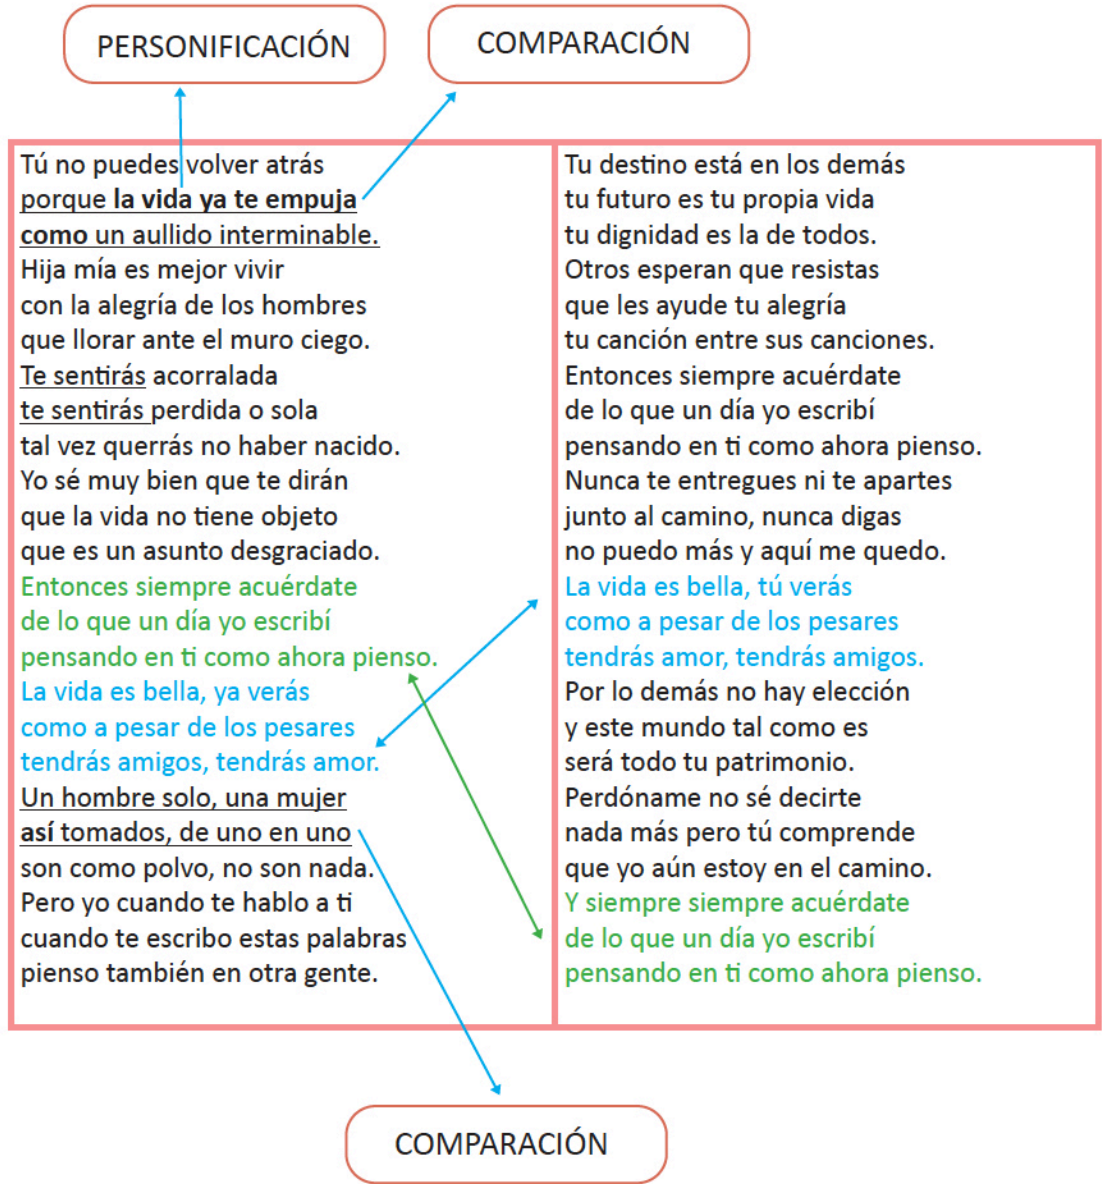 PERSONIFICACIÓN
COMPARACIÓN
Tú no puedes volver atrás
porque la vida ya te empuja
como un aullido interminable.
Hija mía es mejor vivir
con la alegría de los hombres
que llorar ante el muro ciego.
Te sentirás acorralada
te sentirás perdida o sola
tal vez querrás no haber nacido.
Yo sé muy bien que te dirán
que la vida no tiene objeto
que es un asunto desgraciado.
Entonces siempre acuérdate
de lo que un día yo escribí
pensando en ti como ahora pienso.
La vida es bella, ya verás
como a pesar de los pesares
tendrás amigos, tendrás amor.
Un hombre solo, una mujer
así tomados, de uno en uno
son como polvo, no son nada.
Pero yo cuando te hablo a ti
cuando te escribo estas palabras
pienso también en otra gente.
Tu destino está en los demás
tu futuro es tu propia vida
tu dignidad es la de todos.
Otros esperan que resistas
que les ayude tu alegría
tu canción entre sus canciones.
Entonces siempre acuérdate
de lo que un día yo escribí
pensando en ti como ahora pienso.
Nunca te entregues ni te apartes
junto al camino, nunca digas
no puedo más y aquí me quedo.
La vida es bella, tú verás
como a pesar de los pesares
tendrás amor, tendrás amigos.
Por lo demás no hay elección
y este mundo tal como es
será todo tu patrimonio.
Perdóname no sé decirte
nada más pero tú comprende
que yo aún estoy en el camino.
Y siempre siempre acuérdate
de lo que un día yo escribí
pensando en ti como ahora pienso.
COMPARACIÓN